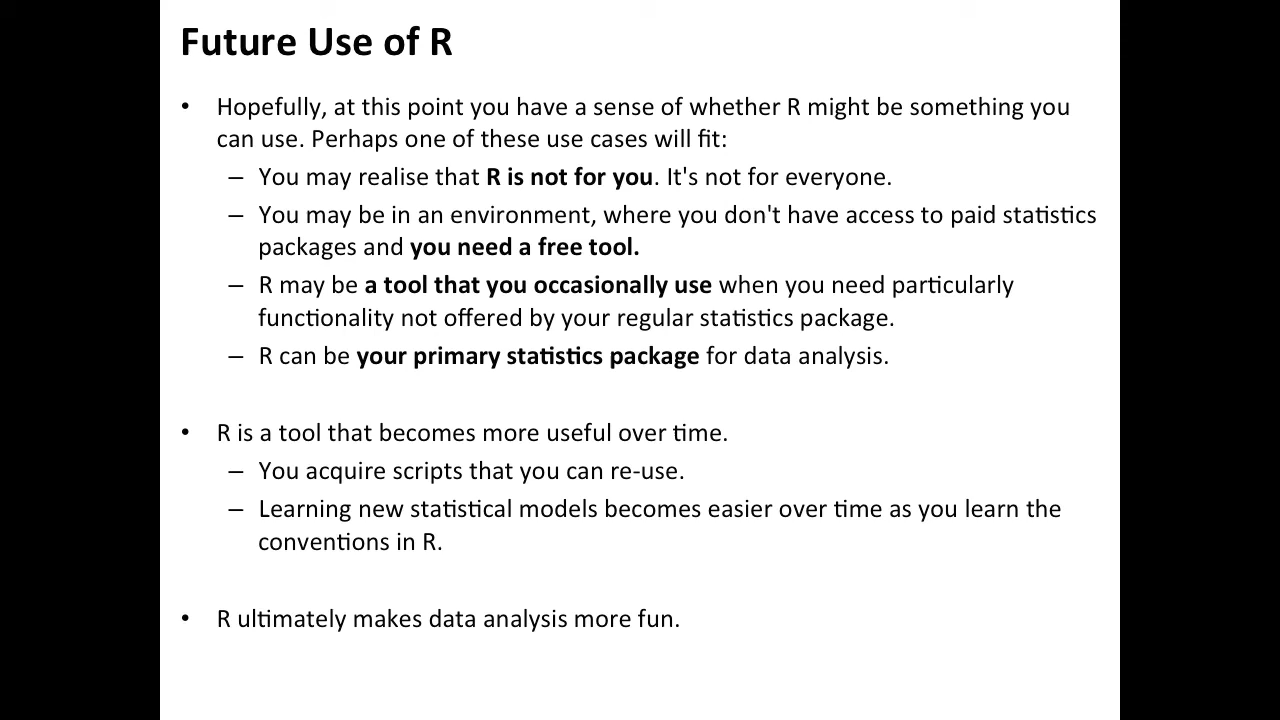 Future Use of R
• Hopefully, at this point you have a sense of whether R might be something you
can use. Perhaps one of these use cases will fit:
– You may realise that R is not for you. It's not for everyone.
– You may be in an environment, where you don't have access to paid statistics
packages and you need a free tool.
– R may be a tool that you occasionally use when you need particularly
functionality not offered by your regular statistics package.
– R can be your primary statistics package for data analysis.
• R is a tool that becomes more useful over time.
– You acquire scripts that you can re-use.
– Learning new statistical models becomes easier over time as you learn the
conventions in R.
• R ultimately makes data analysis more fun.